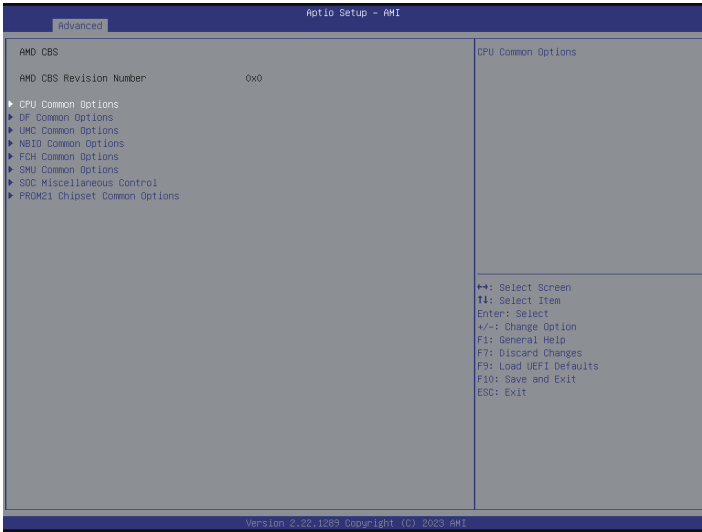 Aptio Setup – AMI
Advanced
AMD CBS
AMD CBS Revision Number 0x0
CPU Common Options
DF Common Options
UMC Common Options
NBIO Common Options
FCH Common Options
SMU Common Options
SOC Miscellaneous Control
PROM21 Chipset Common Options
CPU Common Options
↔: Select Screen
↑↓: Select Item
Enter: Select
+/-: Change Option
F1: General Help
F7: Discard Changes
F9: Load UEFI Defaults
F10: Save and Exit
ESC: Exit
Version 2.22.1289 Copyright (C) 2023 AMI